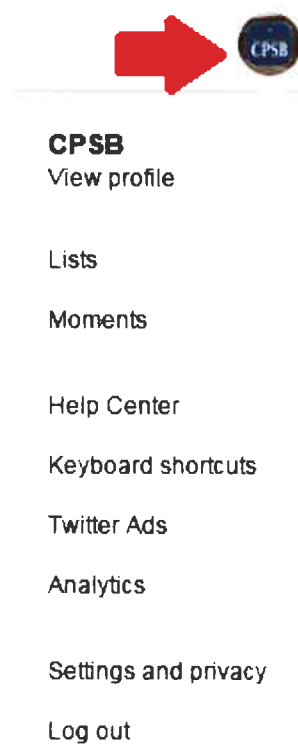 CPSB
CPSB
View profile
Lists
Moments
Help Center
Keyboard shortcuts
Twitter Ads
Analytics
Settings and privacy
Log out